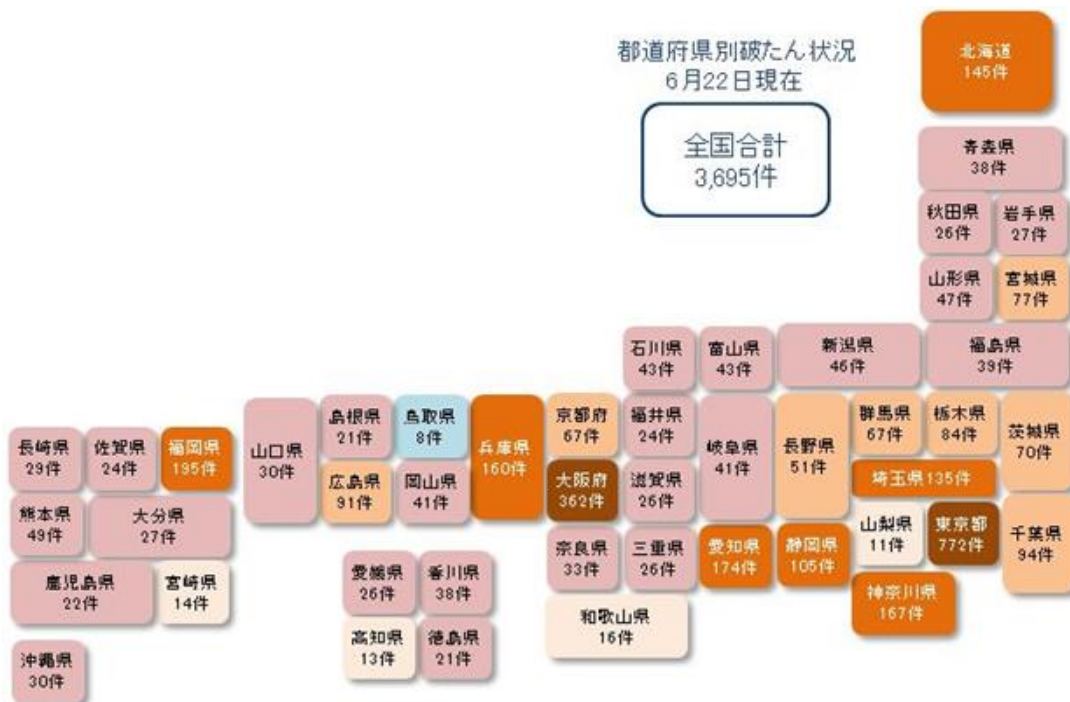 都道府県別破たん状況
6月22日現在
全国合計
3,695件
北海道
145件
青森県
38件
秋田県
26件
岩手県
27件
山形県
47件
宮城県
77件
石川県
43件
富山県
43件
新潟県
46件
福島県
39件
長崎県
29件
佐賀県
24件
福岡県
195件
山口県
30件
島根県
21件
鳥取県
8件
兵庫県
160件
京都府
67件
福井県
24件
岐阜県
41件
長野県
51件
群馬県
67件
栃木県
84件
茨城県
70件
広島県
91件
岡山県
41件
大阪府
362件
滋賀県
26件
埼玉県135件
熊本県
49件
大分県
27件
奈良県
33件
三重県
26件
愛知県
174件
静岡県
105件
山梨県
11件
東京都
772件
千葉県
94件
鹿児島県
22件
宮崎県
14件
愛媛県
26件
香川県
38件
和歌山県
16件
神奈川県
167件
高知県
13件
徳島県
21件
沖縄県
30件